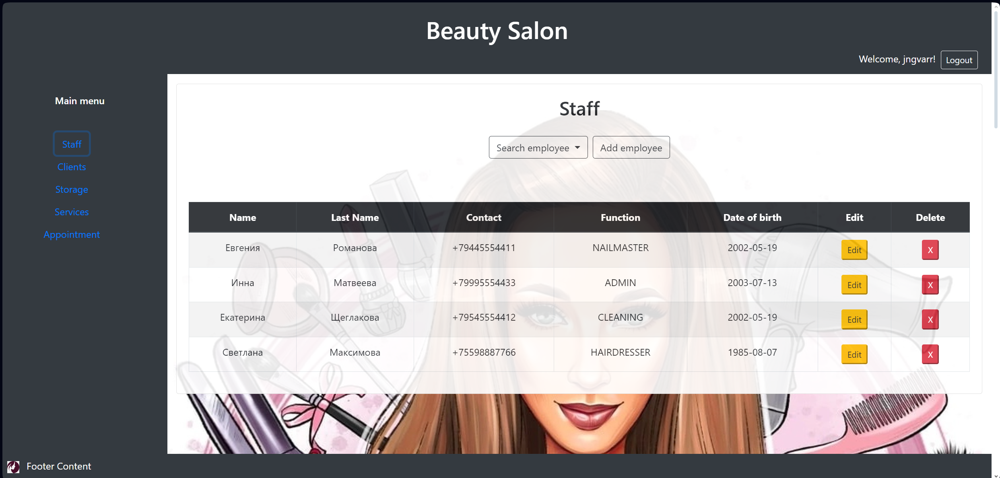 Beauty Salon
Welcome, jngvarr! Logout
Main menu
Staff
Clients
Storage
Services
Appointment
Staff
Search employee Add employee
Name Last Name Contact Function Date of birth Edit Delete
Евгения Романова +79445554411 NAILMASTER 2002-05-19 Edit X
Инна Матвеева +79995554433 ADMIN 2003-07-13 Edit X
Екатерина Щеглакова +79545554412 CLEANING 2002-05-19 Edit X
Светлана Максимова +75598887766 HAIRDRESSER 1985-08-07 Edit X
Footer Content